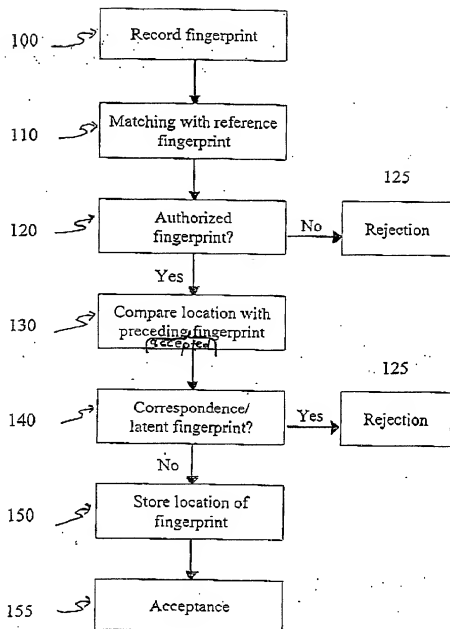 100
Record fingerprint
110
Matching with reference
fingerprint
125
120
Authorized
fingerprint?
No
Rejection
Yes
130
Compare location with
preceding fingerprint
accepted
125
140
Correspondence/
latent fingerprint?
Yes
Rejection
No
150
Store location of
fingerprint
155
Acceptance